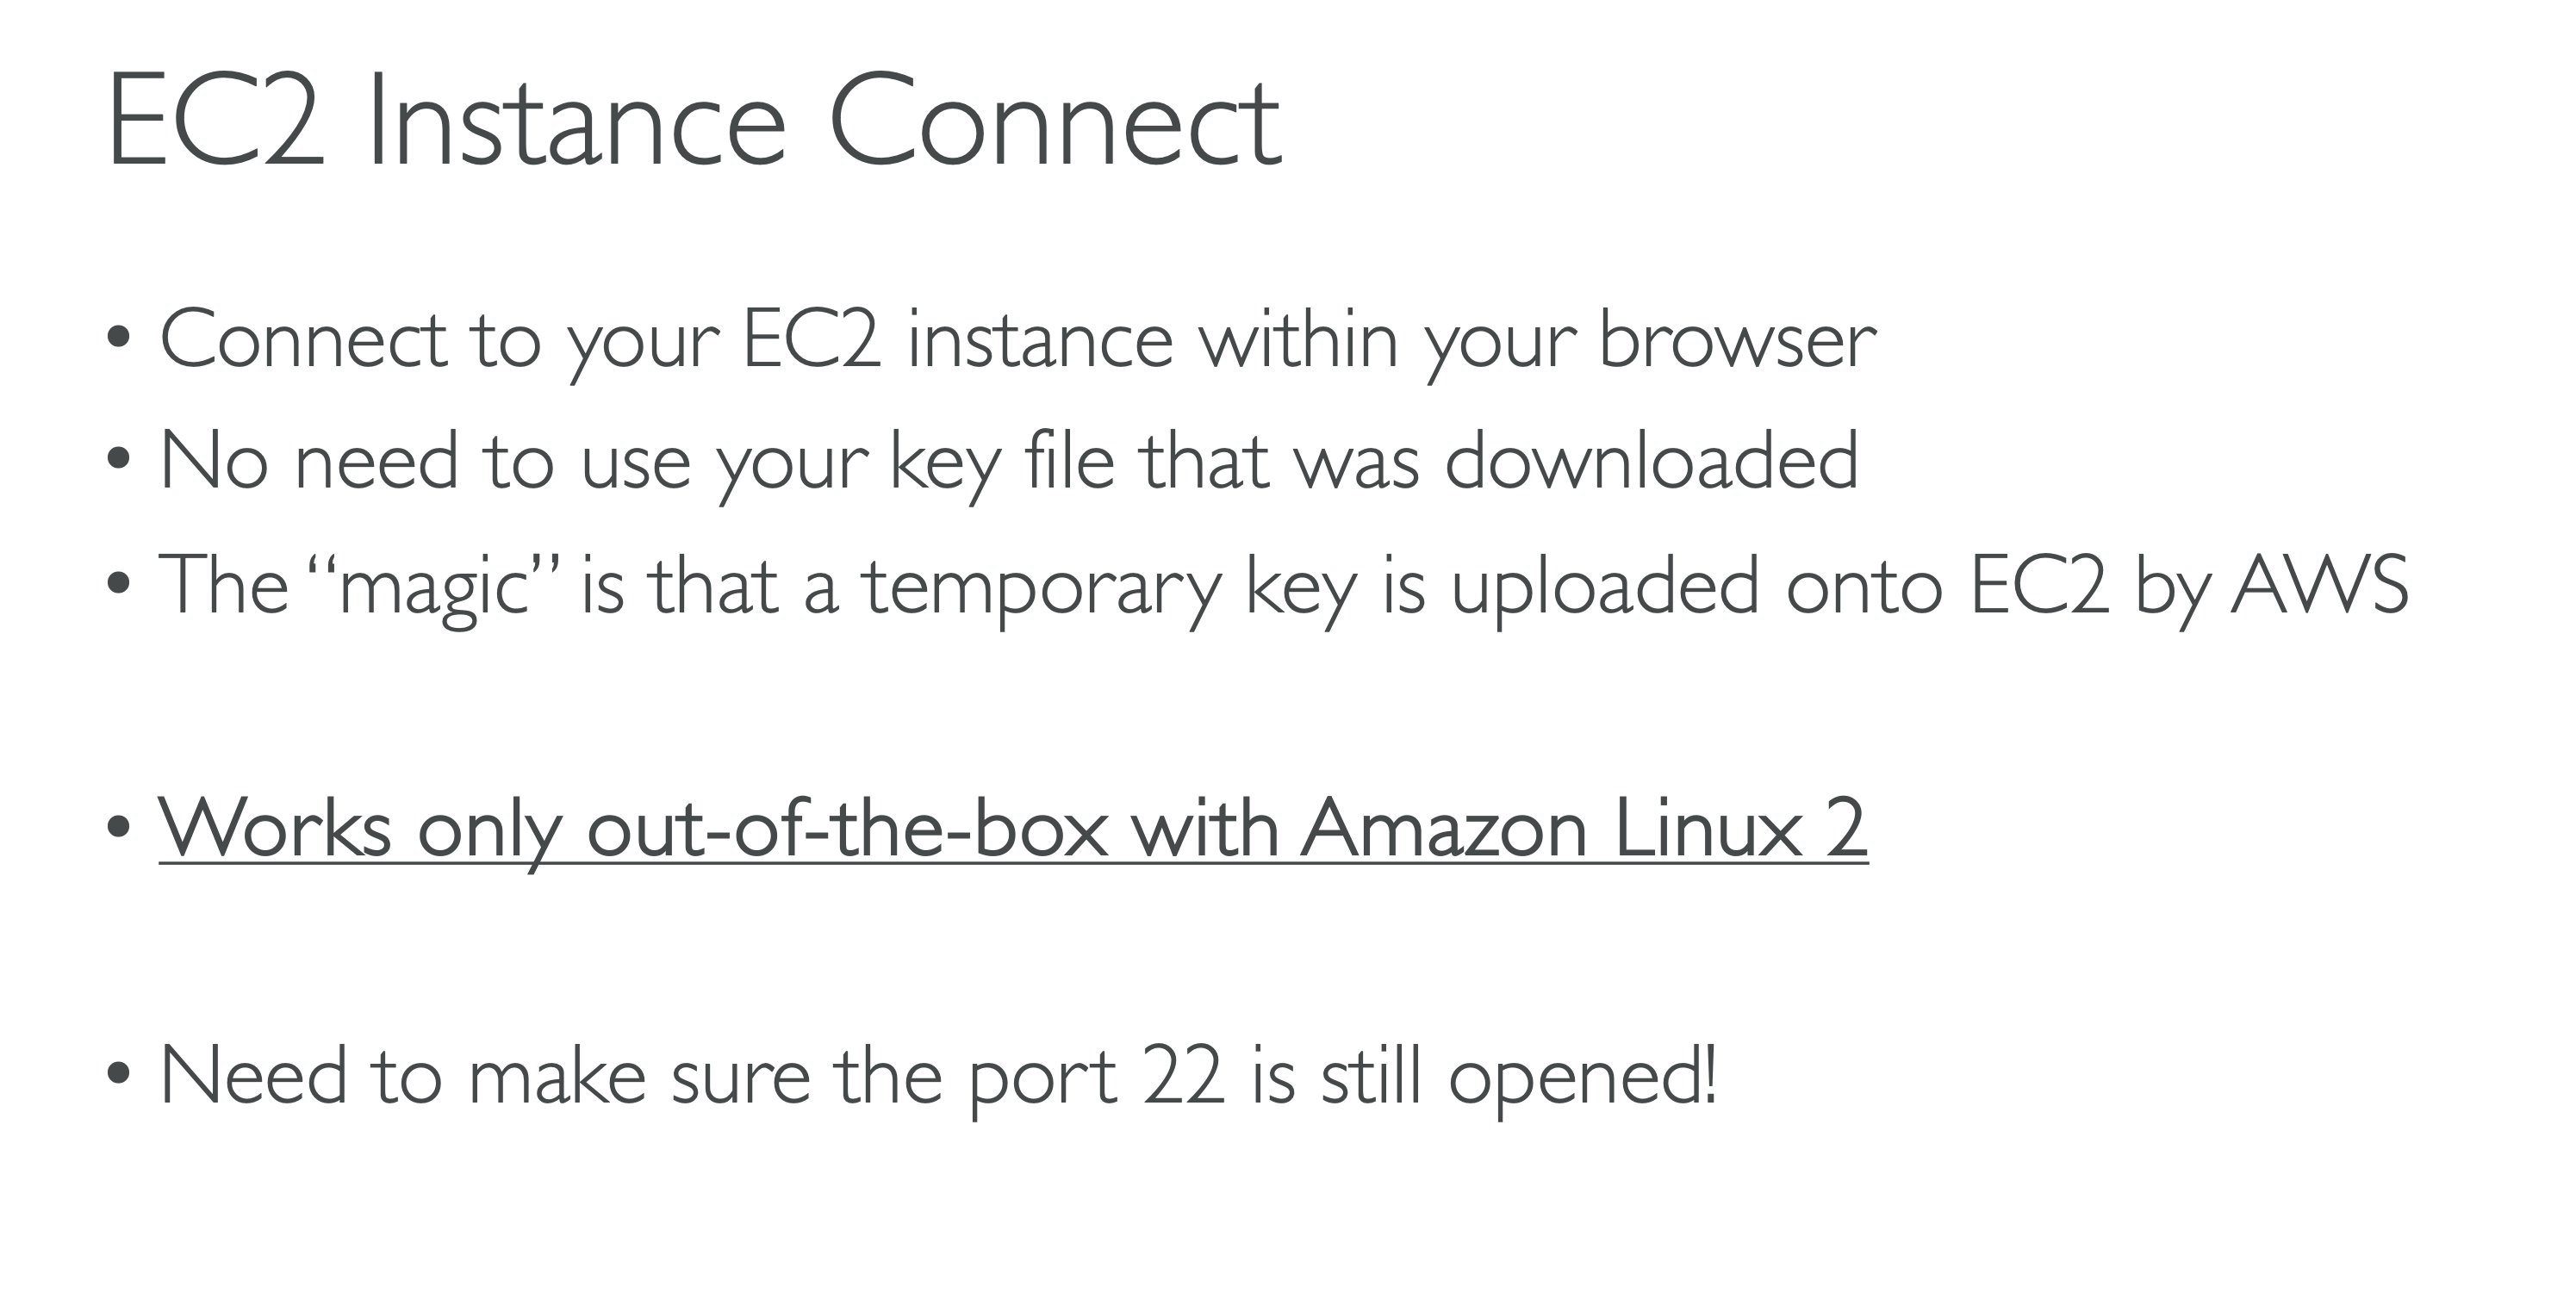 EC2 Instance Connect
• Connect to your EC2 instance within your browser
• No need to use your key file that was downloaded
• The “magic” is that a temporary key is uploaded onto EC2 by AWS
• Works only out-of-the-box with Amazon Linux 2
• Need to make sure the port 22 is still opened!